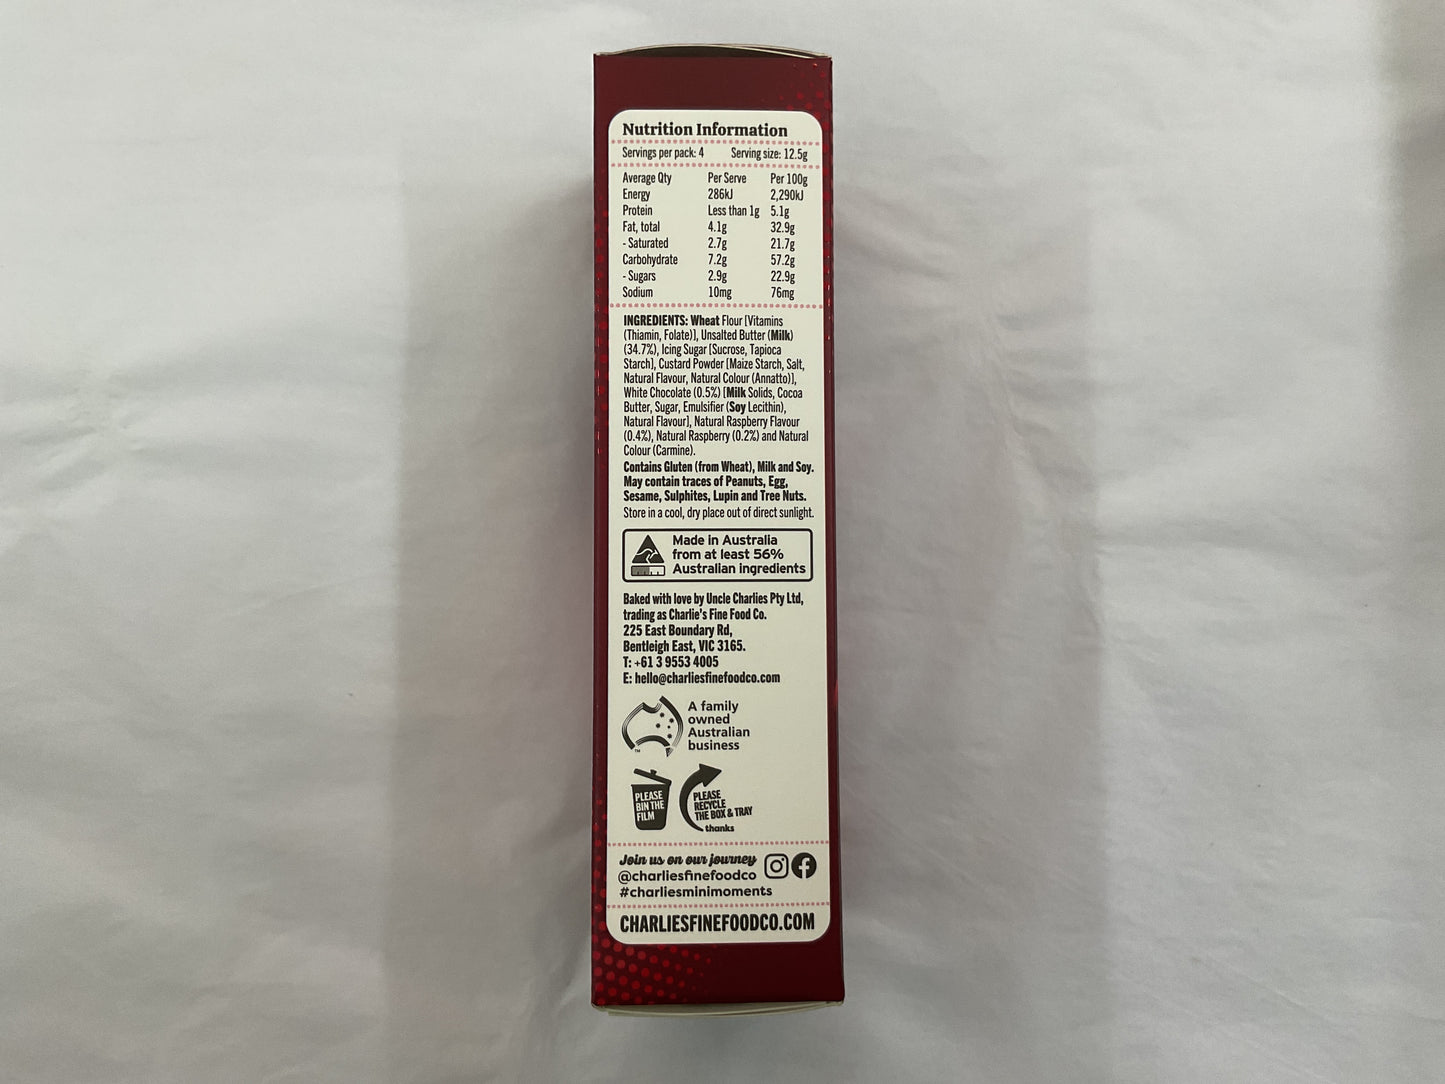 Nutrition Information
Servings per pack: 4 Serving size: 12.5g
Average Qty Per Serve Per 100g
Energy 286kJ 2,290kJ
Protein Less than 1g 5.1g
Fat, total 4.1g 32.9g
- Saturated 2.7g 21.7g
Carbohydrate 7.2g 57.2g
- Sugars 2.9g 22.9g
Sodium 10mg 76mg
INGREDIENTS: Wheat Flour [Vitamins
(Thiamin, Folate)], Unsalted Butter (Milk)
(34.7%), Icing Sugar [Sucrose, Tapioca
Starch], Custard Powder [Maize Starch, Salt,
Natural Flavour, Natural Colour (Annatto)],
White Chocolate (0.5%) [Milk Solids, Cocoa
Butter, Sugar, Emulsifier (Soy Lecithin),
Natural Flavour], Natural Raspberry Flavour
(0.4%), Natural Raspberry (0.2%) and Natural
Colour (Carmine).
Contains Gluten (from Wheat), Milk and Soy.
May contain traces of Peanuts, Egg,
Sesame, Sulphites, Lupin and Tree Nuts.
Store in a cool, dry place out of direct sunlight.
Made in Australia
from at least 56%
Australian ingredients
Baked with love by Uncle Charlies Pty Ltd,
trading as Charlie's Fine Food Co.
225 East Boundary Rd,
Bentleigh East, VIC 3165.
T: +61 3 9553 4005
E: hello@charliesfinefoodco.com
A family
owned
Australian
business
TM
PLEASE
BIN THE
FILM
PLEASE
RECYCLE
THE BOX & TRAY
thanks
Join us on our journey
@charliesfinefoodco
#charliesminimoments
CHARLIESFINEFOODCO.COM